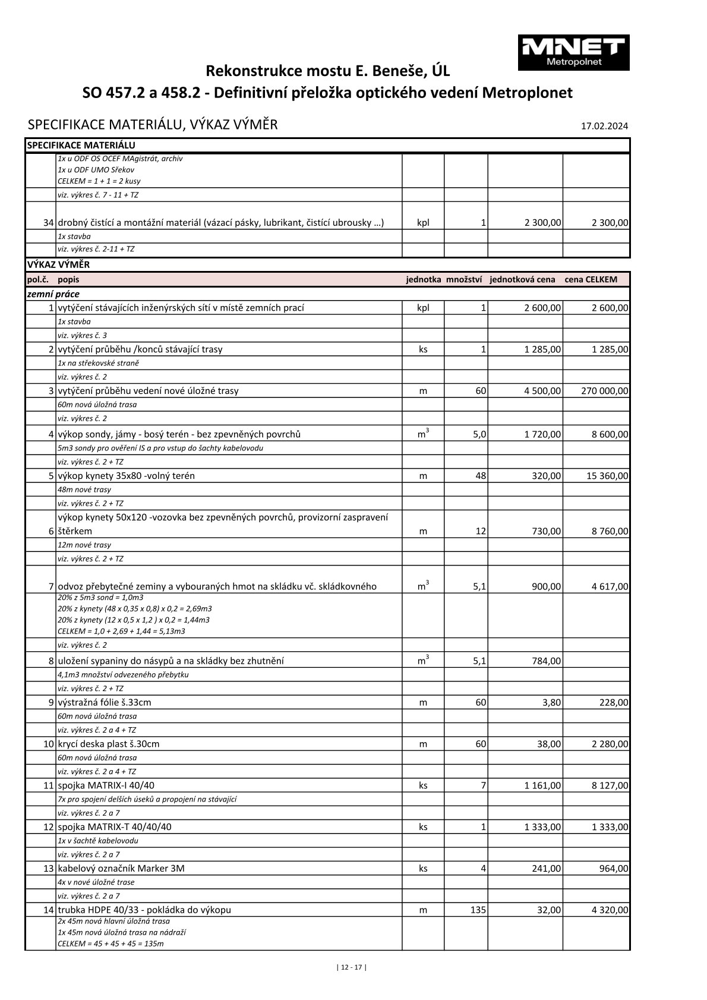 MNET
Metropolnet
Rekonstrukce mostu E. Beneše, ÚL
SO 457.2 a 458.2 - Definitivní přeložka optického vedení Metroplonet
SPECIFIKACE MATERIÁLU, VÝKAZ VÝMĚR 17.02.2024
SPECIFIKACE MATERIÁLU
1x u ODF OS OCEF MAgistrát, archiv
1x u ODF UMO Sřekov
CELKEM = 1 + 1 = 2 kusy
viz. výkres č. 7 - 11 + TZ
34 drobný čistící a montážní materiál (vázací pásky, lubrikant, čistící ubrousky ...) kpl 1 2 300,00 2 300,00
1x stavba
viz. výkres č. 2-11 + TZ
VÝKAZ VÝMĚR
pol.č. popis jednotka množství jednotková cena cena CELKEM
zemní práce
1 vytýčení stávajících inženýrských sítí v místě zemních prací kpl 1 2 600,00 2 600,00
1x stavba
viz. výkres č. 3
2 vytýčení průběhu /konců stávající trasy ks 1 1 285,00 1 285,00
1x na střekovské straně
viz. výkres č. 2
3 vytýčení průběhu vedení nové úložné trasy m 60 4 500,00 270 000,00
60m nová úložná trasa
viz. výkres č. 2
4 výkop sondy, jámy - bosý terén - bez zpevněných povrchů m³ 5,0 1 720,00 8 600,00
5m3 sondy pro ověření IS a pro vstup do šachty kabelovodu
viz. výkres č. 2 + TZ
5 výkop kynety 35x80 -volný terén m 48 320,00 15 360,00
48m nové trasy
viz. výkres č. 2 + TZ
výkop kynety 50x120 -vozovka bez zpevněných povrchů, provizorní zaspravení
6 štěrkem m 12 730,00 8 760,00
12m nové trasy
viz. výkres č. 2 + TZ
7 odvoz přebytečné zeminy a vybouraných hmot na skládku vč. skládkovného m³ 5,1 900,00 4 617,00
20% z 5m3 sond = 1,0m3
20% z kynety (48 x 0,35 x 0,8) x 0,2 = 2,69m3
20% z kynety (12 x 0,5 x 1,2 ) x 0,2 = 1,44m3
CELKEM = 1,0 + 2,69 + 1,44 = 5,13m3
viz. výkres č. 2
8 uložení sypaniny do násypů a na skládky bez zhutnění m³ 5,1 784,00
4,1m3 množství odvezeného přebytku
viz. výkres č. 2 + TZ
9 výstražná fólie š.33cm m 60 3,80 228,00
60m nová úložná trasa
viz. výkres č. 2 a 4 + TZ
10 krycí deska plast š.30cm m 60 38,00 2 280,00
60m nová úložná trasa
viz. výkres č. 2 a 4 + TZ
11 spojka MATRIX-I 40/40 ks 7 1 161,00 8 127,00
7x pro spojení delších úseků a propojení na stávající
viz. výkres č. 2 a 7
12 spojka MATRIX-T 40/40/40 ks 1 1 333,00 1 333,00
1x v šachtě kabelovodu
viz. výkres č. 2 a 7
13 kabelový označník Marker 3M ks 4 241,00 964,00
4x v nové úložné trase
viz. výkres č. 2 a 7
14 trubka HDPE 40/33 - pokládka do výkopu m 135 32,00 4 320,00
2x 45m nová hlavní úložná trasa
1x 45m nová úložná trasa na nádraží
CELKEM = 45 + 45 + 45 = 135m
| 12 - 17 |